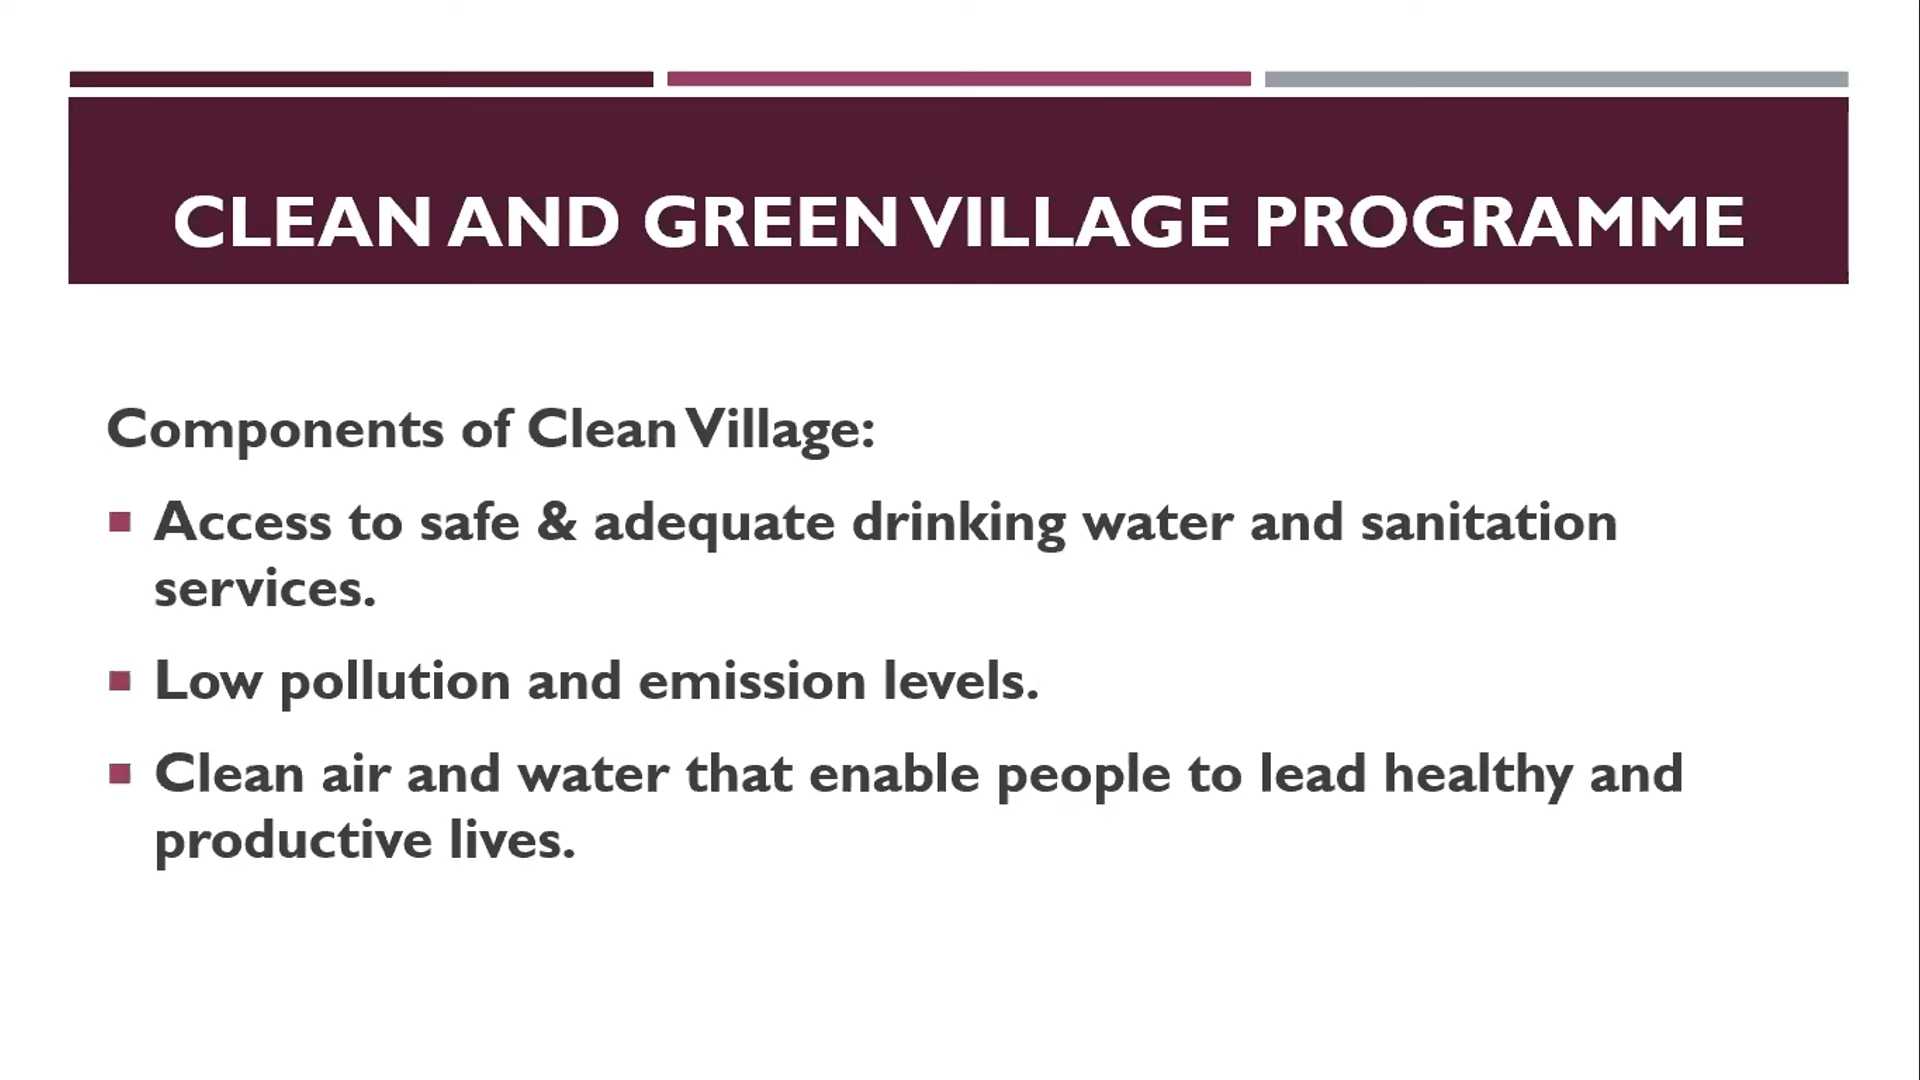 CLEAN AND GREEN VILLAGE PROGRAMME
Components of Clean Village:
Access to safe & adequate drinking water and sanitation
services.
Low pollution and emission levels.
Clean air and water that enable people to lead healthy and
productive lives.